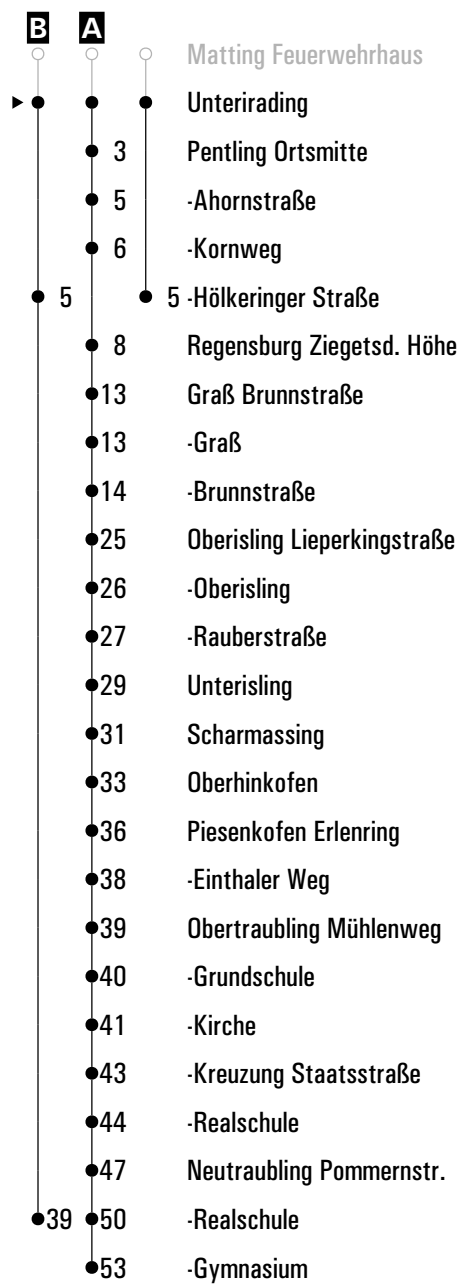 B A
Matting Feuerwehrhaus
Unterirading
3 Pentling Ortsmitte
5 -Ahornstraße
6 -Kornweg
5 5 -Hölkeringer Straße
8 Regensburg Ziegetsd. Höhe
13 Graß Brunnstraße
13 -Graß
14 -Brunnstraße
25 Oberisling Lieperkingstraße
26 -Oberisling
27 -Rauberstraße
29 Unterisling
31 Scharmassing
33 Oberhinkofen
36 Piesenkofen Erlenring
38 -Einthaler Weg
39 Obertraubling Mühlenweg
40 -Grundschule
41 -Kirche
43 -Kreuzung Staatsstraße
44 -Realschule
47 Neutraubling Pommernstr.
39 50 -Realschule
53 -Gymnasium